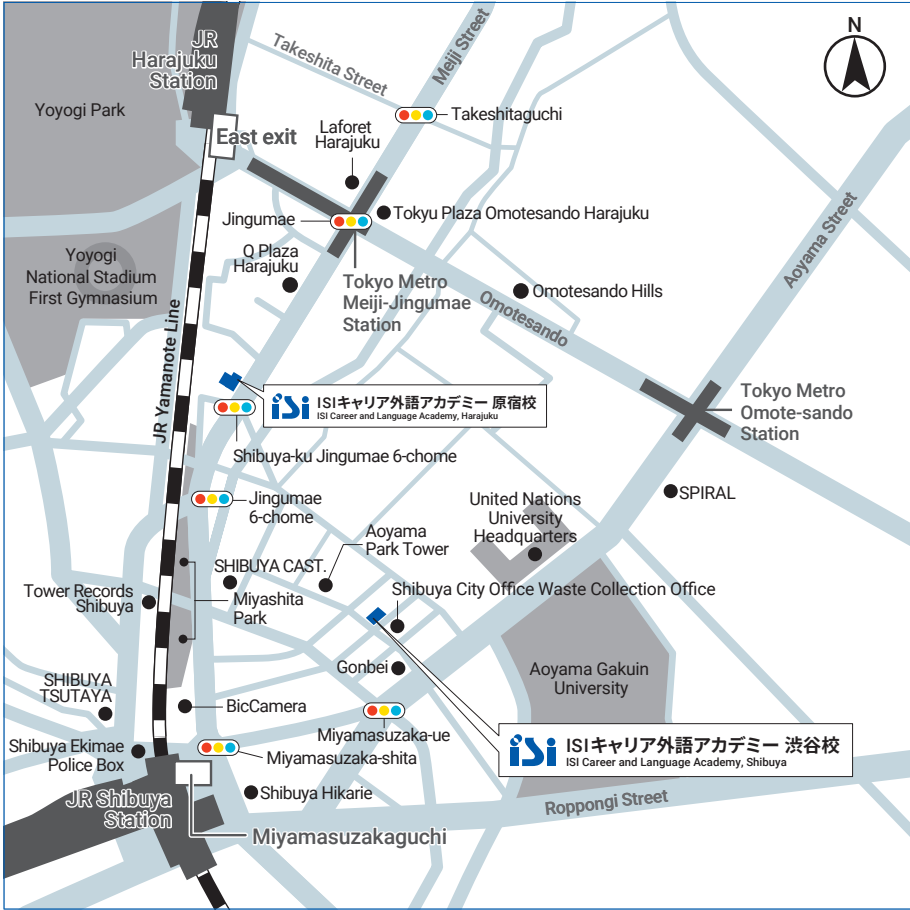 N
JR
Harajuku
Station
Takeshita Street
Meiji Street
Yoyogi Park
Takeshitaguchi
East exit
Laforet
Harajuku
Jingumae
Tokyu Plaza Omotesando Harajuku
Aoyama Street
Yoyogi
National Stadium
First Gymnasium
Q Plaza
Harajuku
Tokyo Metro
Meiji-Jingumae
Station
Omotesando Hills
Omotesando
JR Yamanote Line
isi
ISIキャリア外語アカデミー 原宿校
ISI Career and Language Academy, Harajuku
Tokyo Metro
Omote-sando
Station
Shibuya-ku Jingumae 6-chome
Jingumae
6-chome
United Nations
University
Headquarters
SPIRAL
Aoyama
Park Tower
SHIBUYA CAST.
Tower Records
Shibuya
Miyashita
Park
Shibuya City Office Waste Collection Office
Gonbei
Aoyama Gakuin
University
SHIBUYA
TSUTAYA
BicCamera
Miyamasuzaka-ue
Shibuya Ekimae
Police Box
Miyamasuzaka-shita
isi
ISIキャリア外語アカデミー 渋谷校
ISI Career and Language Academy, Shibuya
JR Shibuya
Station
Shibuya Hikarie
Roppongi Street
Miyamasuzakaguchi